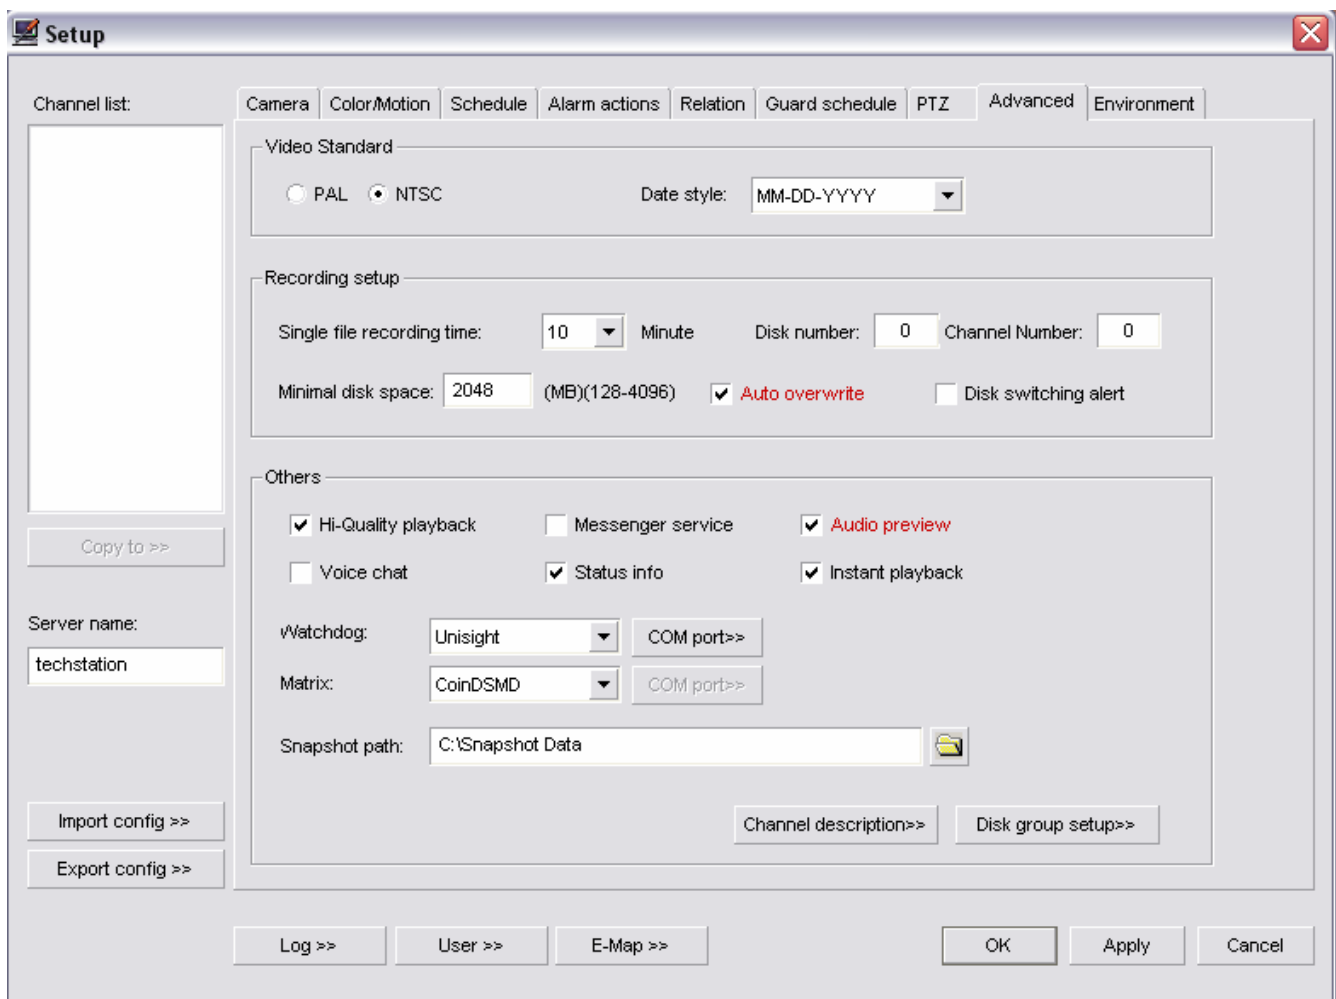 Setup
Channel list:
Camera Color/Motion Schedule Alarm actions Relation Guard schedule PTZ Advanced Environment
Video Standard
PAL NTSC Date style: MM-DD-YYYY
Recording setup
Single file recording time: 10 Minute Disk number: 0 Channel Number: 0
Minimal disk space: 2048 (MB)(128-4096) Auto overwrite Disk switching alert
Others
Hi-Quality playback Messenger service Audio preview
Copy to >>
Voice chat Status info Instant playback
Server name:
Watchdog: Unisight COM port>>
techstation
Matrix: CoinDSMD COM port>>
Snapshot path: C:\Snapshot Data
Import config >>
Channel description>> Disk group setup>>
Export config >>
Log >> User >> E-Map >> OK Apply Cancel